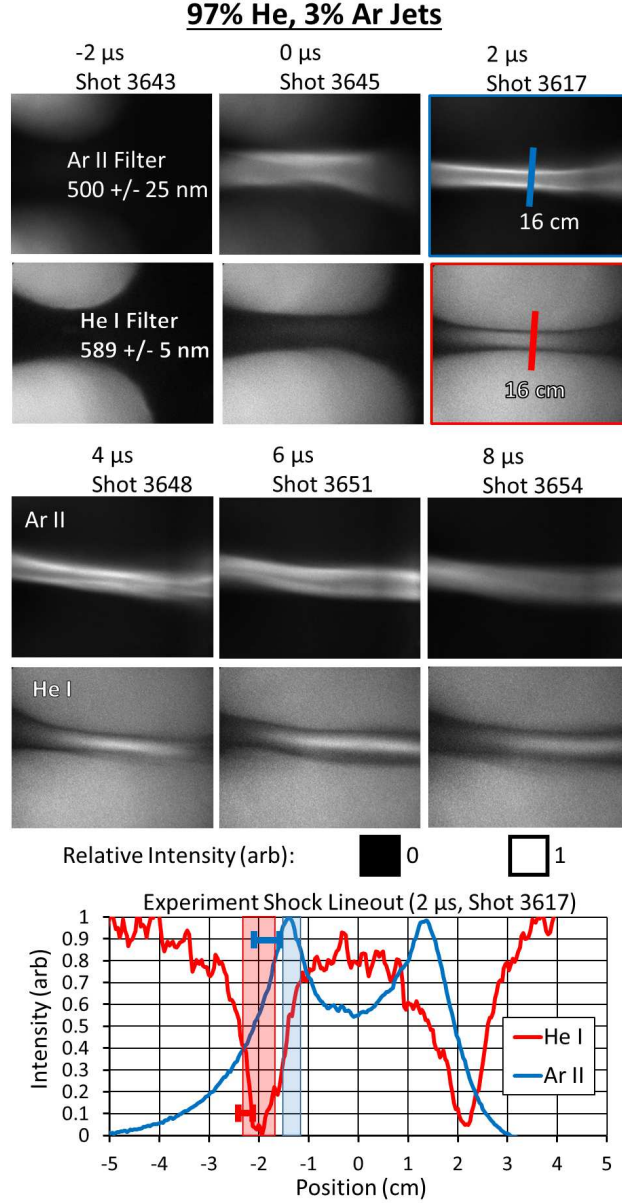 97% He, 3% Ar Jets
-2 µs
Shot 3643
0 µs
Shot 3645
2 µs
Shot 3617
Ar II Filter
500 +/- 25 nm
16 cm
He I Filter
589 +/- 5 nm
16 cm
4 µs
Shot 3648
6 µs
Shot 3651
8 µs
Shot 3654
Ar II
He I
Relative Intensity (arb): 0 1
Experiment Shock Lineout (2 µs, Shot 3617)
1
0.9
0.8
0.7
0.6
0.5
0.4
0.3
0.2
0.1
0
Intensity (arb)
He I
Ar II
-5 -4 -3 -2 -1 0 1 2 3 4 5
Position (cm)